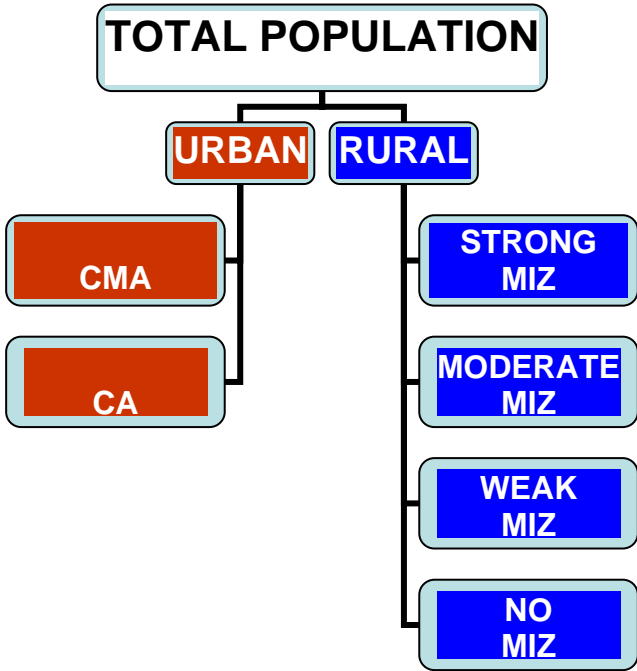 TOTAL POPULATION
URBAN
RURAL
CMA
CA
STRONG
MIZ
MODERATE
MIZ
WEAK
MIZ
NO
MIZ